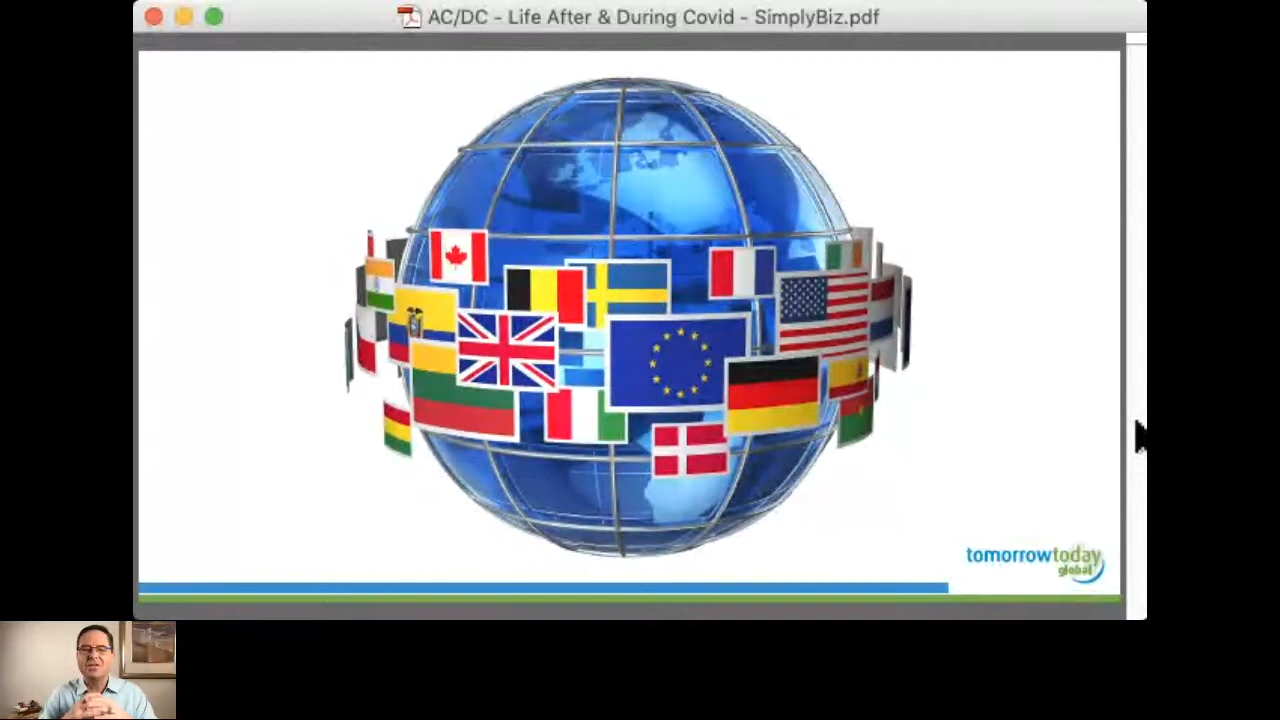 AC/DC - Life After & During Covid - SimplyBiz.pdf
tomorrowtoday
global